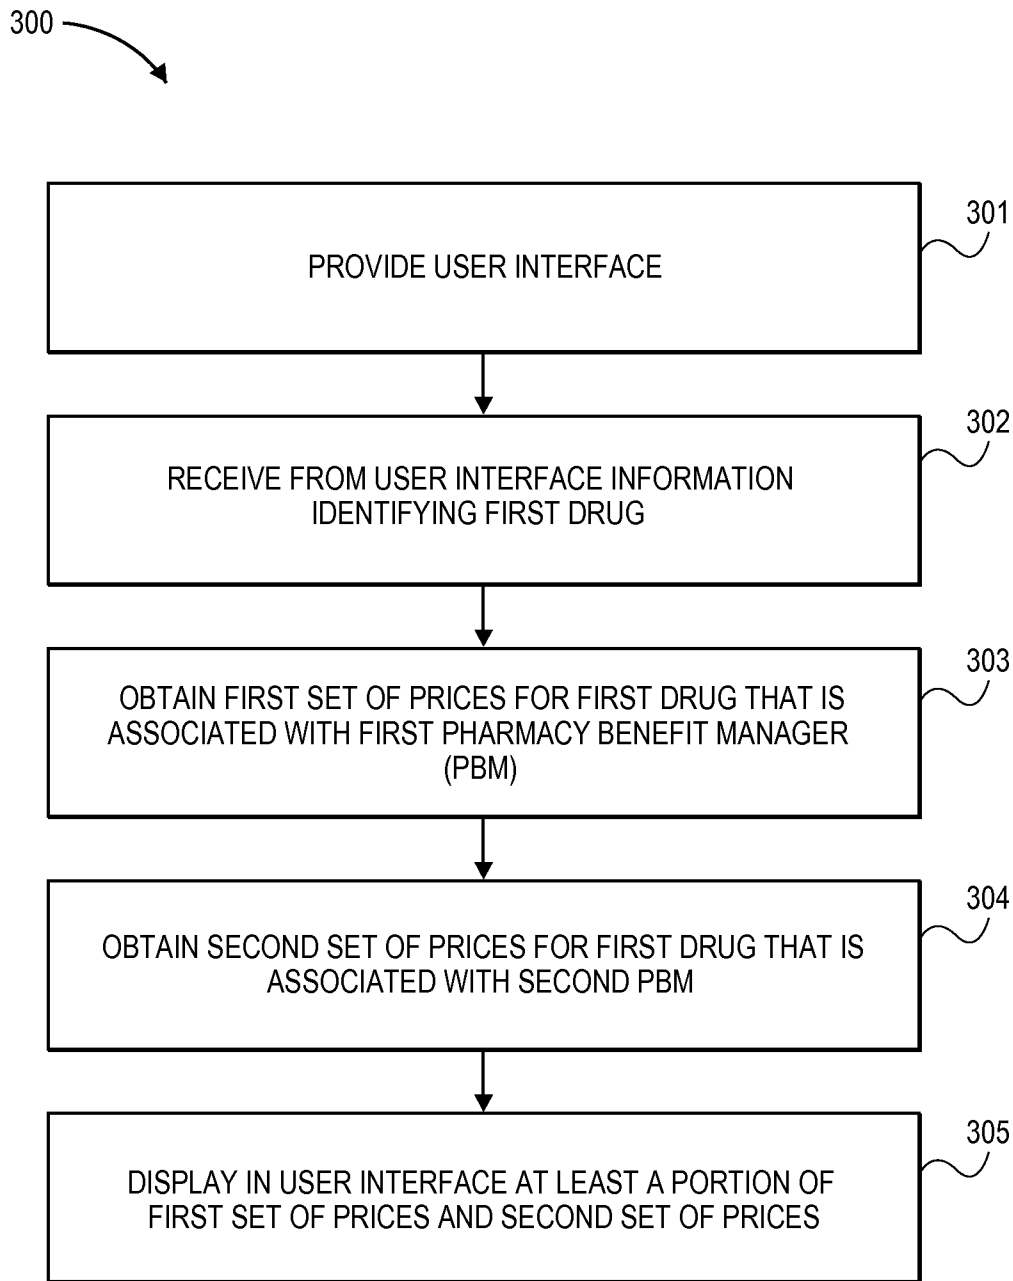 300
301
PROVIDE USER INTERFACE
302
RECEIVE FROM USER INTERFACE INFORMATION
IDENTIFYING FIRST DRUG
303
OBTAIN FIRST SET OF PRICES FOR FIRST DRUG THAT IS
ASSOCIATED WITH FIRST PHARMACY BENEFIT MANAGER
(PBM)
304
OBTAIN SECOND SET OF PRICES FOR FIRST DRUG THAT IS
ASSOCIATED WITH SECOND PBM
305
DISPLAY IN USER INTERFACE AT LEAST A PORTION OF
FIRST SET OF PRICES AND SECOND SET OF PRICES